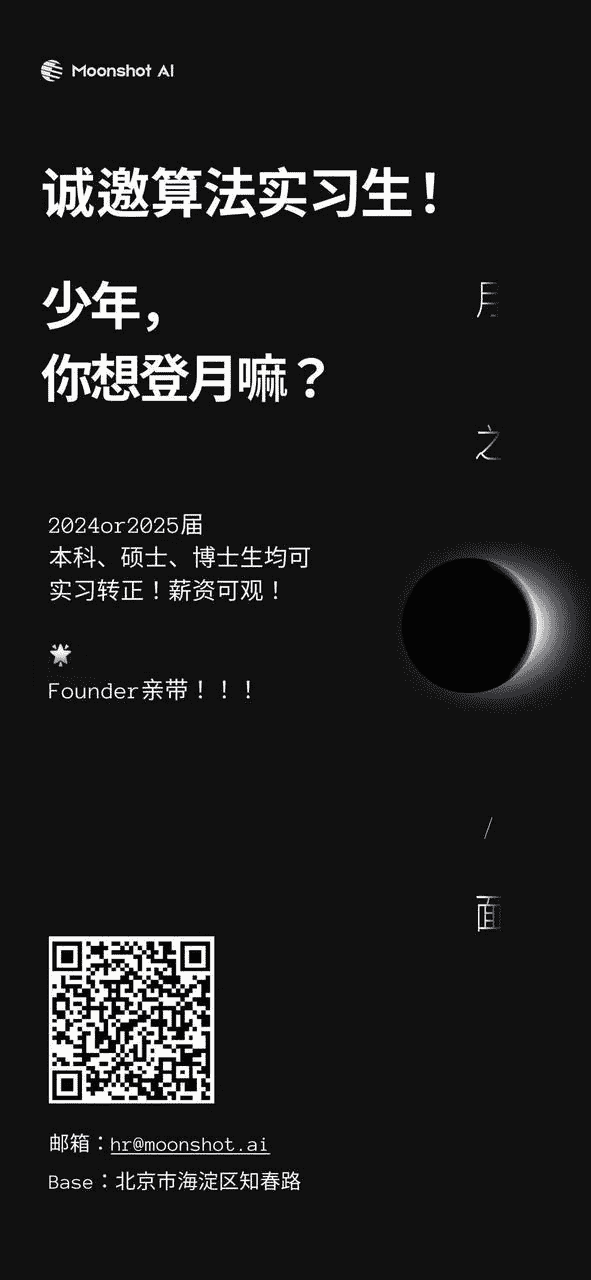 Moonshot AI
诚邀算法实习生！
少年，
你想登月嘛？
月
之
2024or2025届
本科、硕士、博士生均可
实习转正！薪资可观！
Founder亲带！！！
/
面
邮箱：hr@moonshot.ai
Base：北京市海淀区知春路